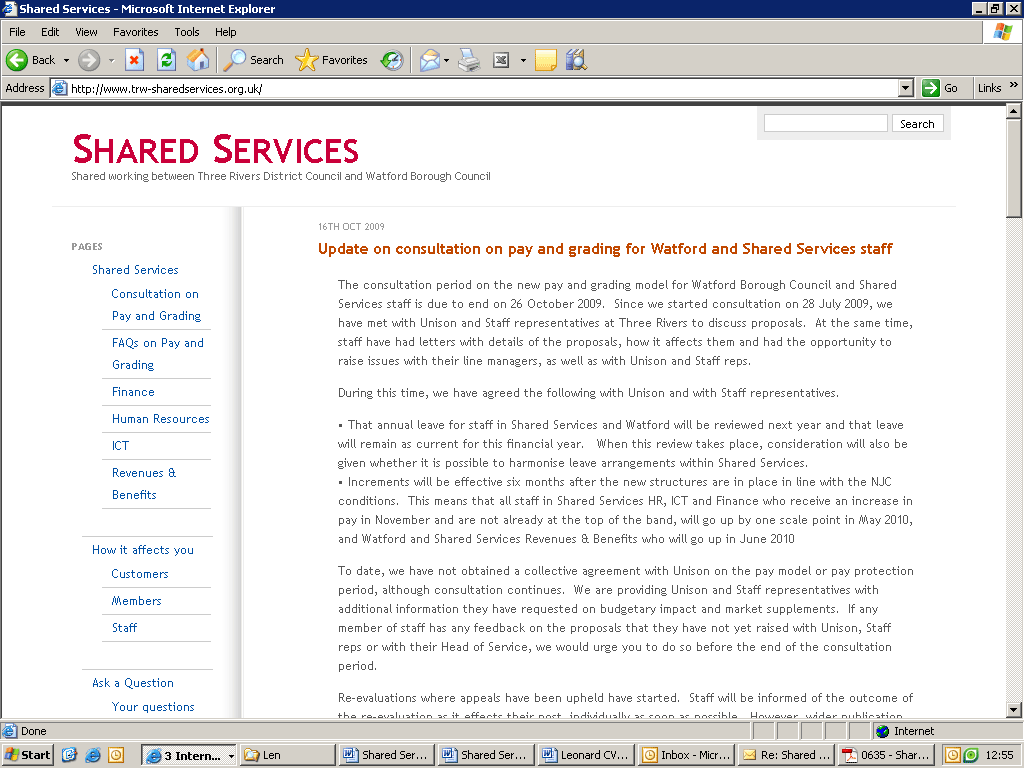 Shared Services - Microsoft Internet Explorer
File Edit View Favorites Tools Help
Back Search Favorites
Address http://www.trw-sharedservices.org.uk/ Go Links »
Search
SHARED SERVICES
Shared working between Three Rivers District Council and Watford Borough Council
PAGES
Shared Services
Consultation on
Pay and Grading
FAQs on Pay and
Grading
Finance
Human Resources
ICT
Revenues &
Benefits
How it affects you
Customers
Members
Staff
Ask a Question
Your questions
16TH OCT 2009
Update on consultation on pay and grading for Watford and Shared Services staff
The consultation period on the new pay and grading model for Watford Borough Council and Shared
Services staff is due to end on 26 October 2009. Since we started consultation on 28 July 2009, we
have met with Unison and Staff representatives at Three Rivers to discuss proposals. At the same time,
staff have had letters with details of the proposals, how it affects them and had the opportunity to
raise issues with their line managers, as well as with Unison and Staff reps.
During this time, we have agreed the following with Unison and with Staff representatives.
• That annual leave for staff in Shared Services and Watford will be reviewed next year and that leave
will remain as current for this financial year. When this review takes place, consideration will also be
given whether it is possible to harmonise leave arrangements within Shared Services.
• Increments will be effective six months after the new structures are in place in line with the NJC
conditions. This means that all staff in Shared Services HR, ICT and Finance who receive an increase in
pay in November and are not already at the top of the band, will go up by one scale point in May 2010,
and Watford and Shared Services Revenues & Benefits who will go up in June 2010
To date, we have not obtained a collective agreement with Unison on the pay model or pay protection
period, although consultation continues. We are providing Unison and Staff representatives with
additional information they have requested on budgetary impact and market supplements. If any
member of staff has any feedback on the proposals that they have not yet raised with Unison, Staff
reps or with their Head of Service, we would urge you to do so before the end of the consultation
period.
Re-evaluations where appeals have been upheld have started. Staff will be informed of the outcome of
the re-evaluation as it effects their post, individually as soon as possible. However, wider publication
Done Internet
Start 3 Intern... Len Shared Ser... Shared Ser... Leonard CV... Inbox - Micr... Re: Shared ... 0635 - Shar... 12:55